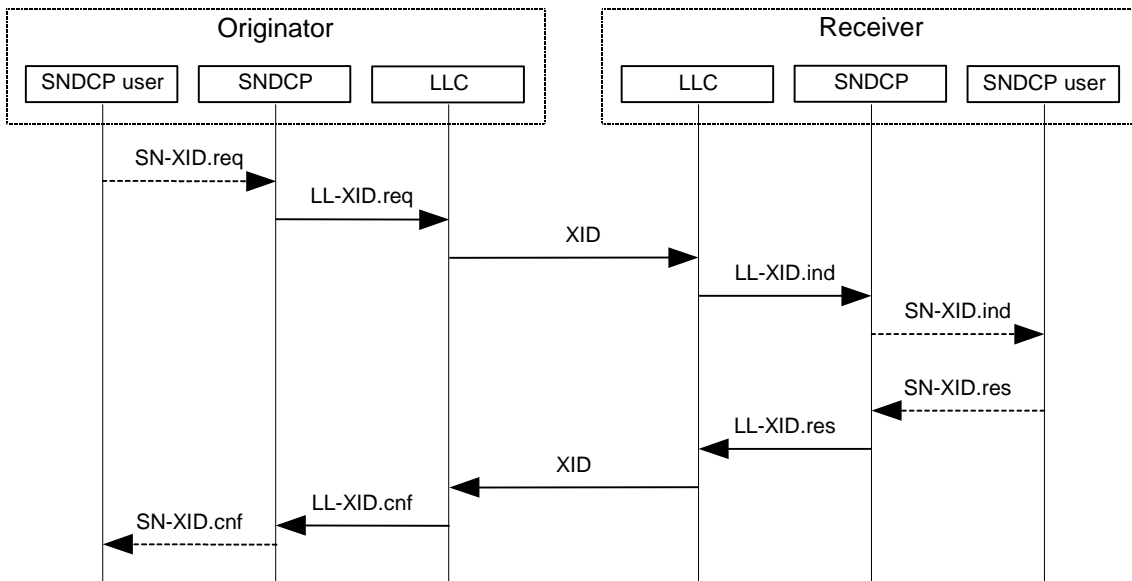 Originator
Receiver
SNDCP user
SNDCP
LLC
LLC
SNDCP
SNDCP user
SN-XID.req
LL-XID.req
XID
LL-XID.ind
SN-XID.ind
SN-XID.res
LL-XID.res
XID
LL-XID.cnf
SN-XID.cnf